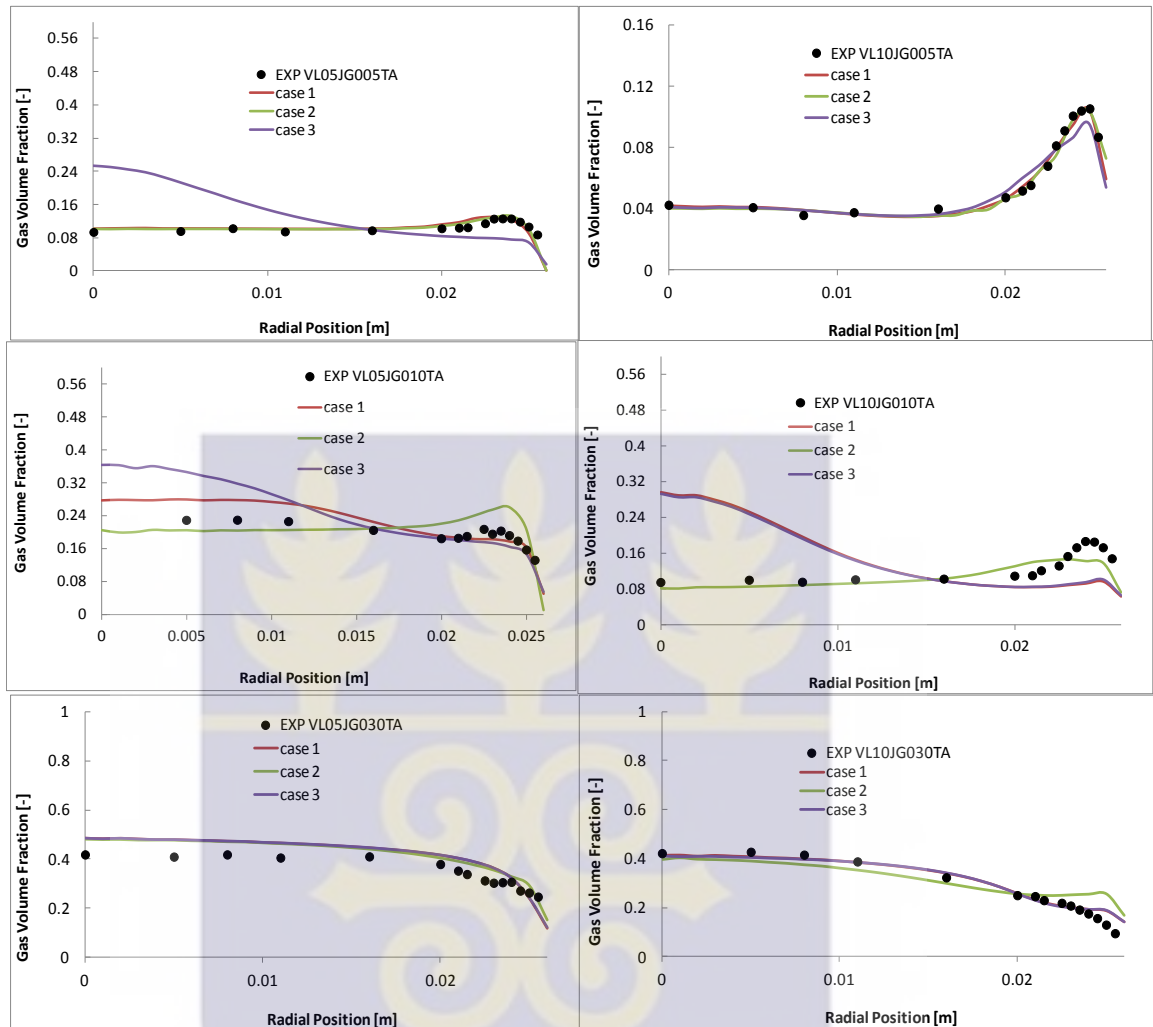 Gas Volume Fraction [-]
0.56
0.48
0.4
0.32
0.24
0.16
0.08
0
EXP VL05JG005TA
case 1
case 2
case 3
0
0.01
0.02
Radial Position [m]
Gas Volume Fraction [-]
0.16
0.12
0.08
0.04
0
EXP VL10JG005TA
case 1
case 2
case 3
0
0.01
0.02
Radial Position [m]
Gas Volume Fraction [-]
0.56
0.48
0.4
0.32
0.24
0.16
0.08
0
EXP VL05JG010TA
case 1
case 2
case 3
0
0.005
0.01
0.015
0.02
0.025
Radial Position [m]
Gas Volume Fraction [-]
0.56
0.48
0.4
0.32
0.24
0.16
0.08
0
EXP VL10JG010TA
case 1
case 2
case 3
0
0.01
0.02
Radial Position [m]
Gas Volume Fraction [-]
1
0.8
0.6
0.4
0.2
0
EXP VL05JG030TA
case 1
case 2
case 3
0
0.01
0.02
Radial Position [m]
Gas Volume Fraction [-]
1
0.8
0.6
0.4
0.2
0
EXP VL10JG030TA
case 1
case 2
case 3
0
0.01
0.02
Radial Position [m]